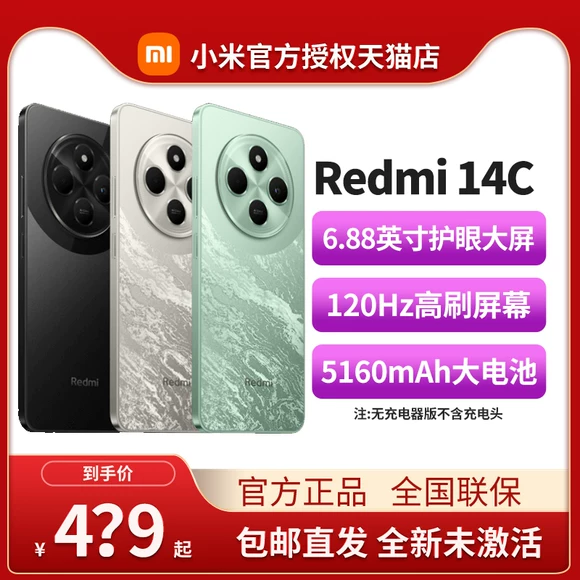 小米官方授权天猫店
Redmi 14C
6.88英寸护眼大屏
120Hz高刷屏幕
5160mAh大电池
注:无充电器版不含充电头
Redmi
Redmi
Redmi
到手价
¥4?9起
官方正品 全国联保
包邮直发 全新未激活